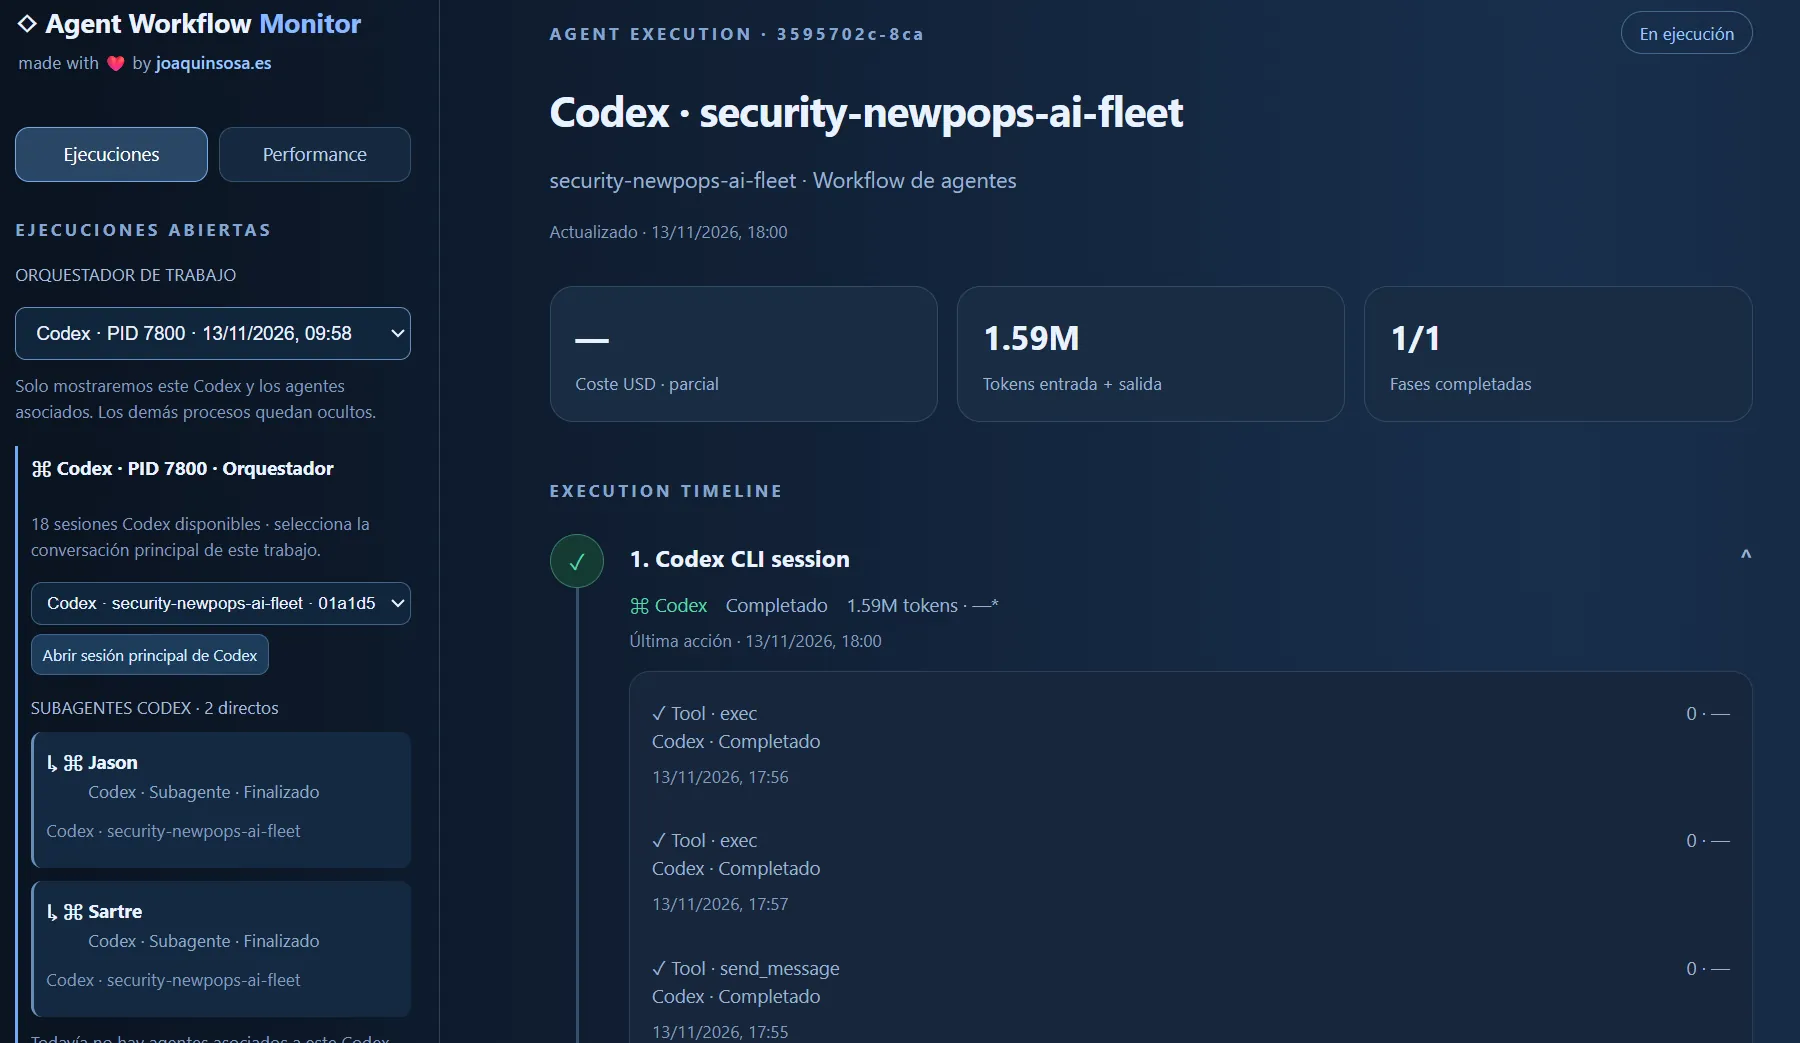 Agent Workflow Monitor
made with ❤️ by joaquinsosa.es
Ejecuciones
Performance
EJECUCIONES ABIERTAS
ORQUESTADOR DE TRABAJO
Codex · PID 7800 · 13/11/2026, 09:58
Solo mostraremos este Codex y los agentes
asociados. Los demás procesos quedan ocultos.
⌘ Codex · PID 7800 · Orquestador
18 sesiones Codex disponibles · selecciona la
conversación principal de este trabajo.
Codex · security-newpops-ai-fleet · 01a1d5
Abrir sesión principal de Codex
SUBAGENTES CODEX · 2 directos
↳ ⌘ Jason
Codex · Subagente · Finalizado
Codex · security-newpops-ai-fleet
↳ ⌘ Sartre
Codex · Subagente · Finalizado
Codex · security-newpops-ai-fleet
Todavía no hay agentes asociados a este Codex
AGENT EXECUTION · 3595702c-8ca
En ejecución
Codex · security-newpops-ai-fleet
security-newpops-ai-fleet · Workflow de agentes
Actualizado · 13/11/2026, 18:00
—
Coste USD · parcial
1.59M
Tokens entrada + salida
1/1
Fases completadas
EXECUTION TIMELINE
✓
1. Codex CLI session
⌘ Codex Completado 1.59M tokens · —*
Última acción · 13/11/2026, 18:00
✓ Tool · exec 0 · —
Codex · Completado
13/11/2026, 17:56
✓ Tool · exec 0 · —
Codex · Completado
13/11/2026, 17:57
✓ Tool · send_message 0 · —
Codex · Completado
13/11/2026, 17:55